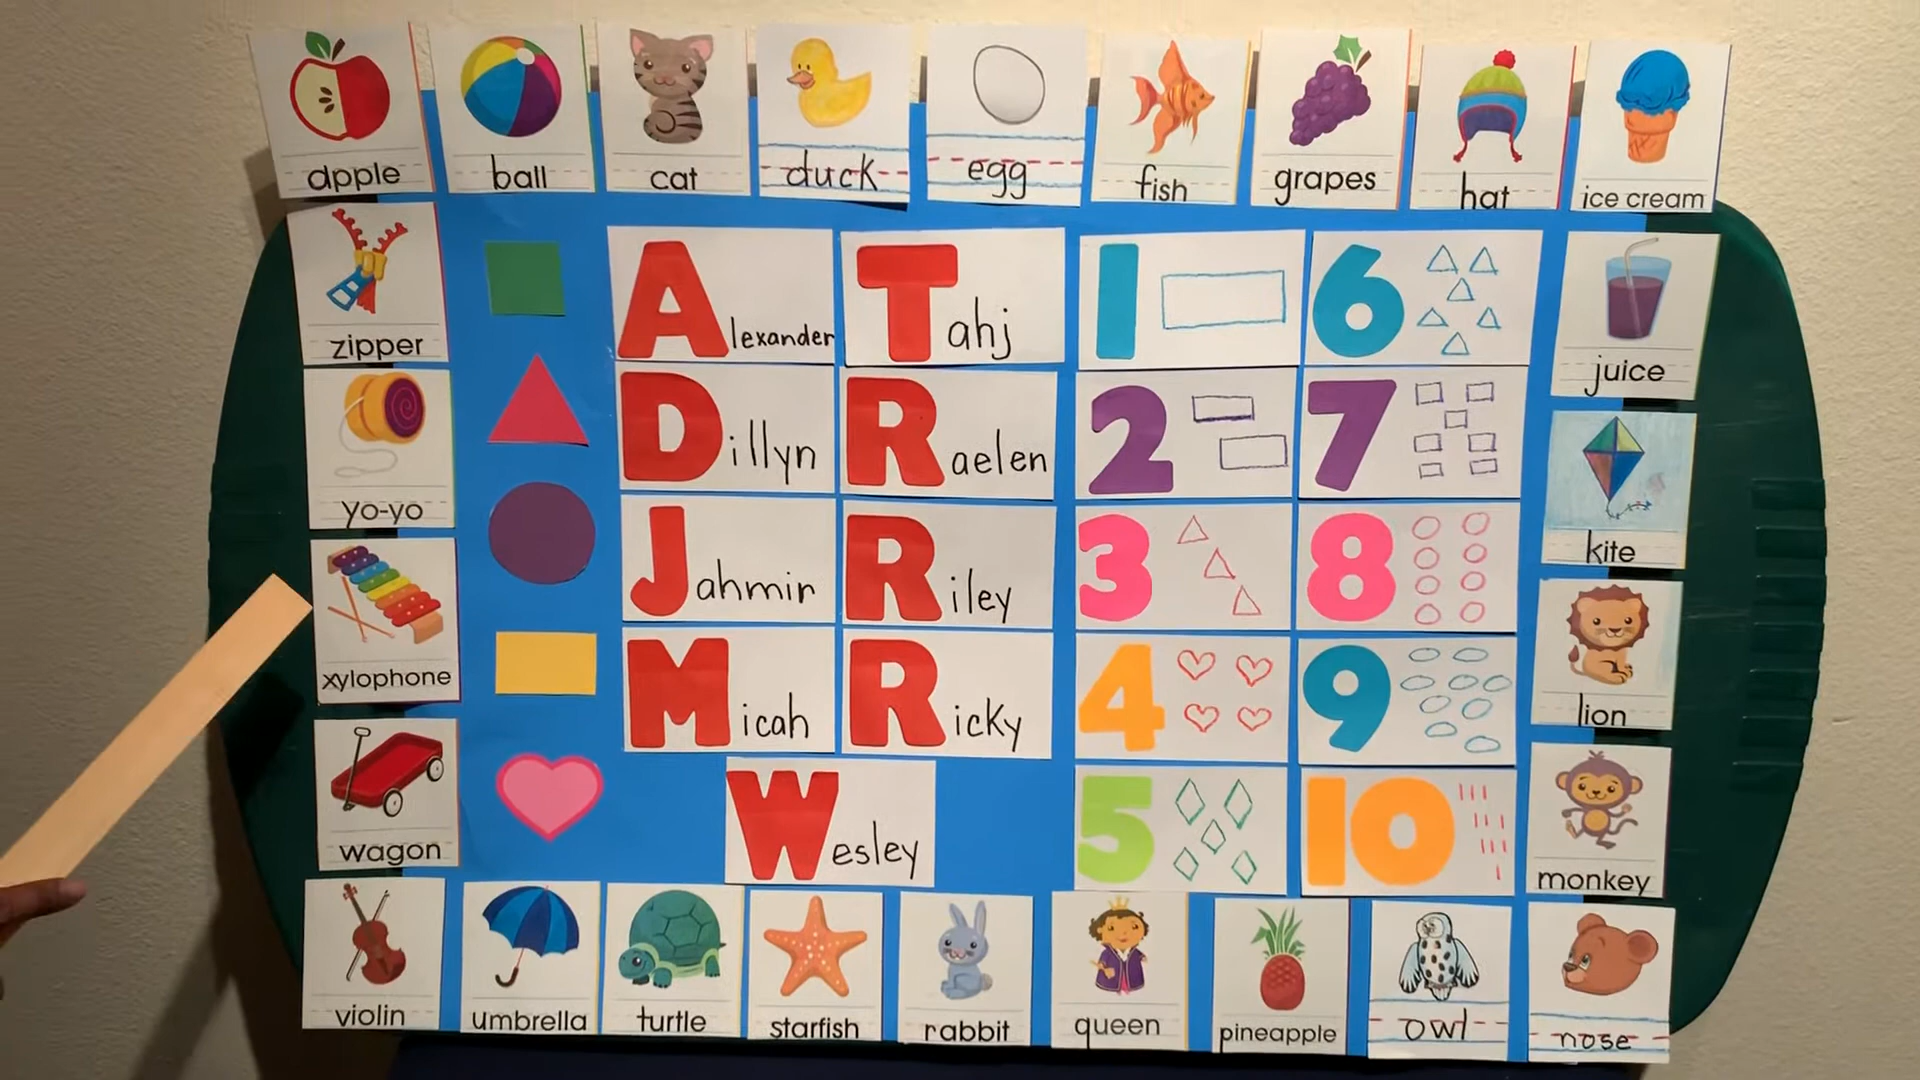 apple
ball
cat
duck
egg
fish
grapes
hat
ice cream
juice
kite
lion
monkey
nose
owl
pineapple
queen
rabbit
starfish
turtle
umbrella
violin
wagon
xylophone
yo-yo
zipper
Alexander
Tahj
Dillyn
Raelen
Jahmir
Riley
Micah
Ricky
Wesley
1
6
2
7
3
8
4
9
5
10